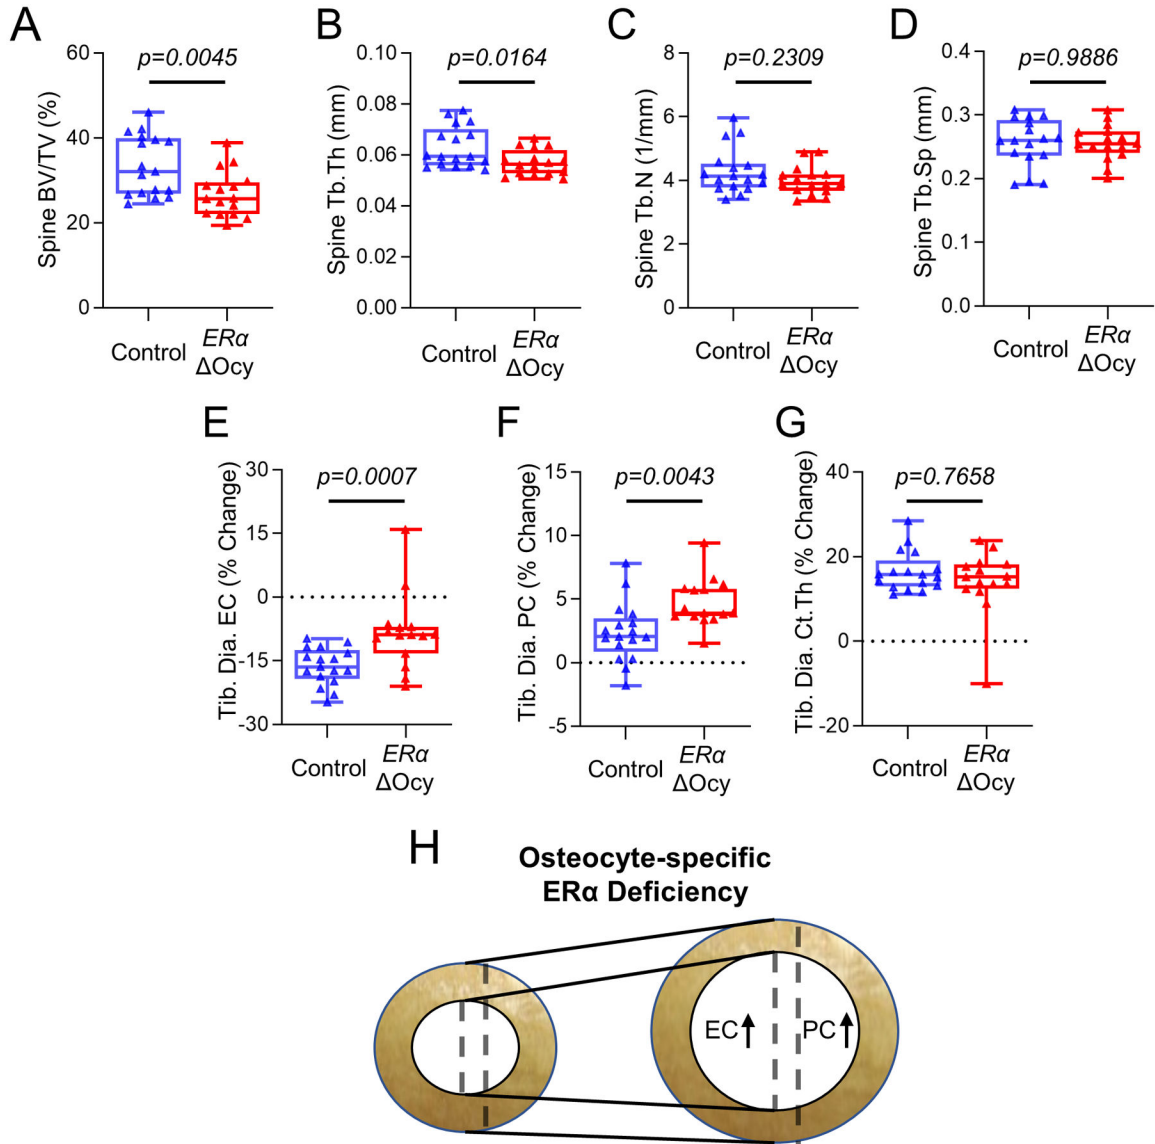 A
Spine BV/TV (%)
60
40
20
0
p=0.0045
Control
ERα
ΔOcy
B
Spine Tb.Th (mm)
0.10
0.08
0.06
0.04
0.02
0.00
p=0.0164
Control
ERα
ΔOcy
C
Spine Tb.N (1/mm)
8
6
4
2
0
p=0.2309
Control
ERα
ΔOcy
D
Spine Tb.Sp (mm)
0.4
0.3
0.2
0.1
0.0
p=0.9886
Control
ERα
ΔOcy
E
Tib. Dia. EC (% Change)
30
15
0
-15
-30
p=0.0007
Control
ERα
ΔOcy
F
Tib. Dia. PC (% Change)
15
10
5
0
-5
p=0.0043
Control
ERα
ΔOcy
G
Tib. Dia. Ct.Th (% Change)
40
20
0
-20
p=0.7658
Control
ERα
ΔOcy
H
Osteocyte-specific
ERα Deficiency
EC
PC